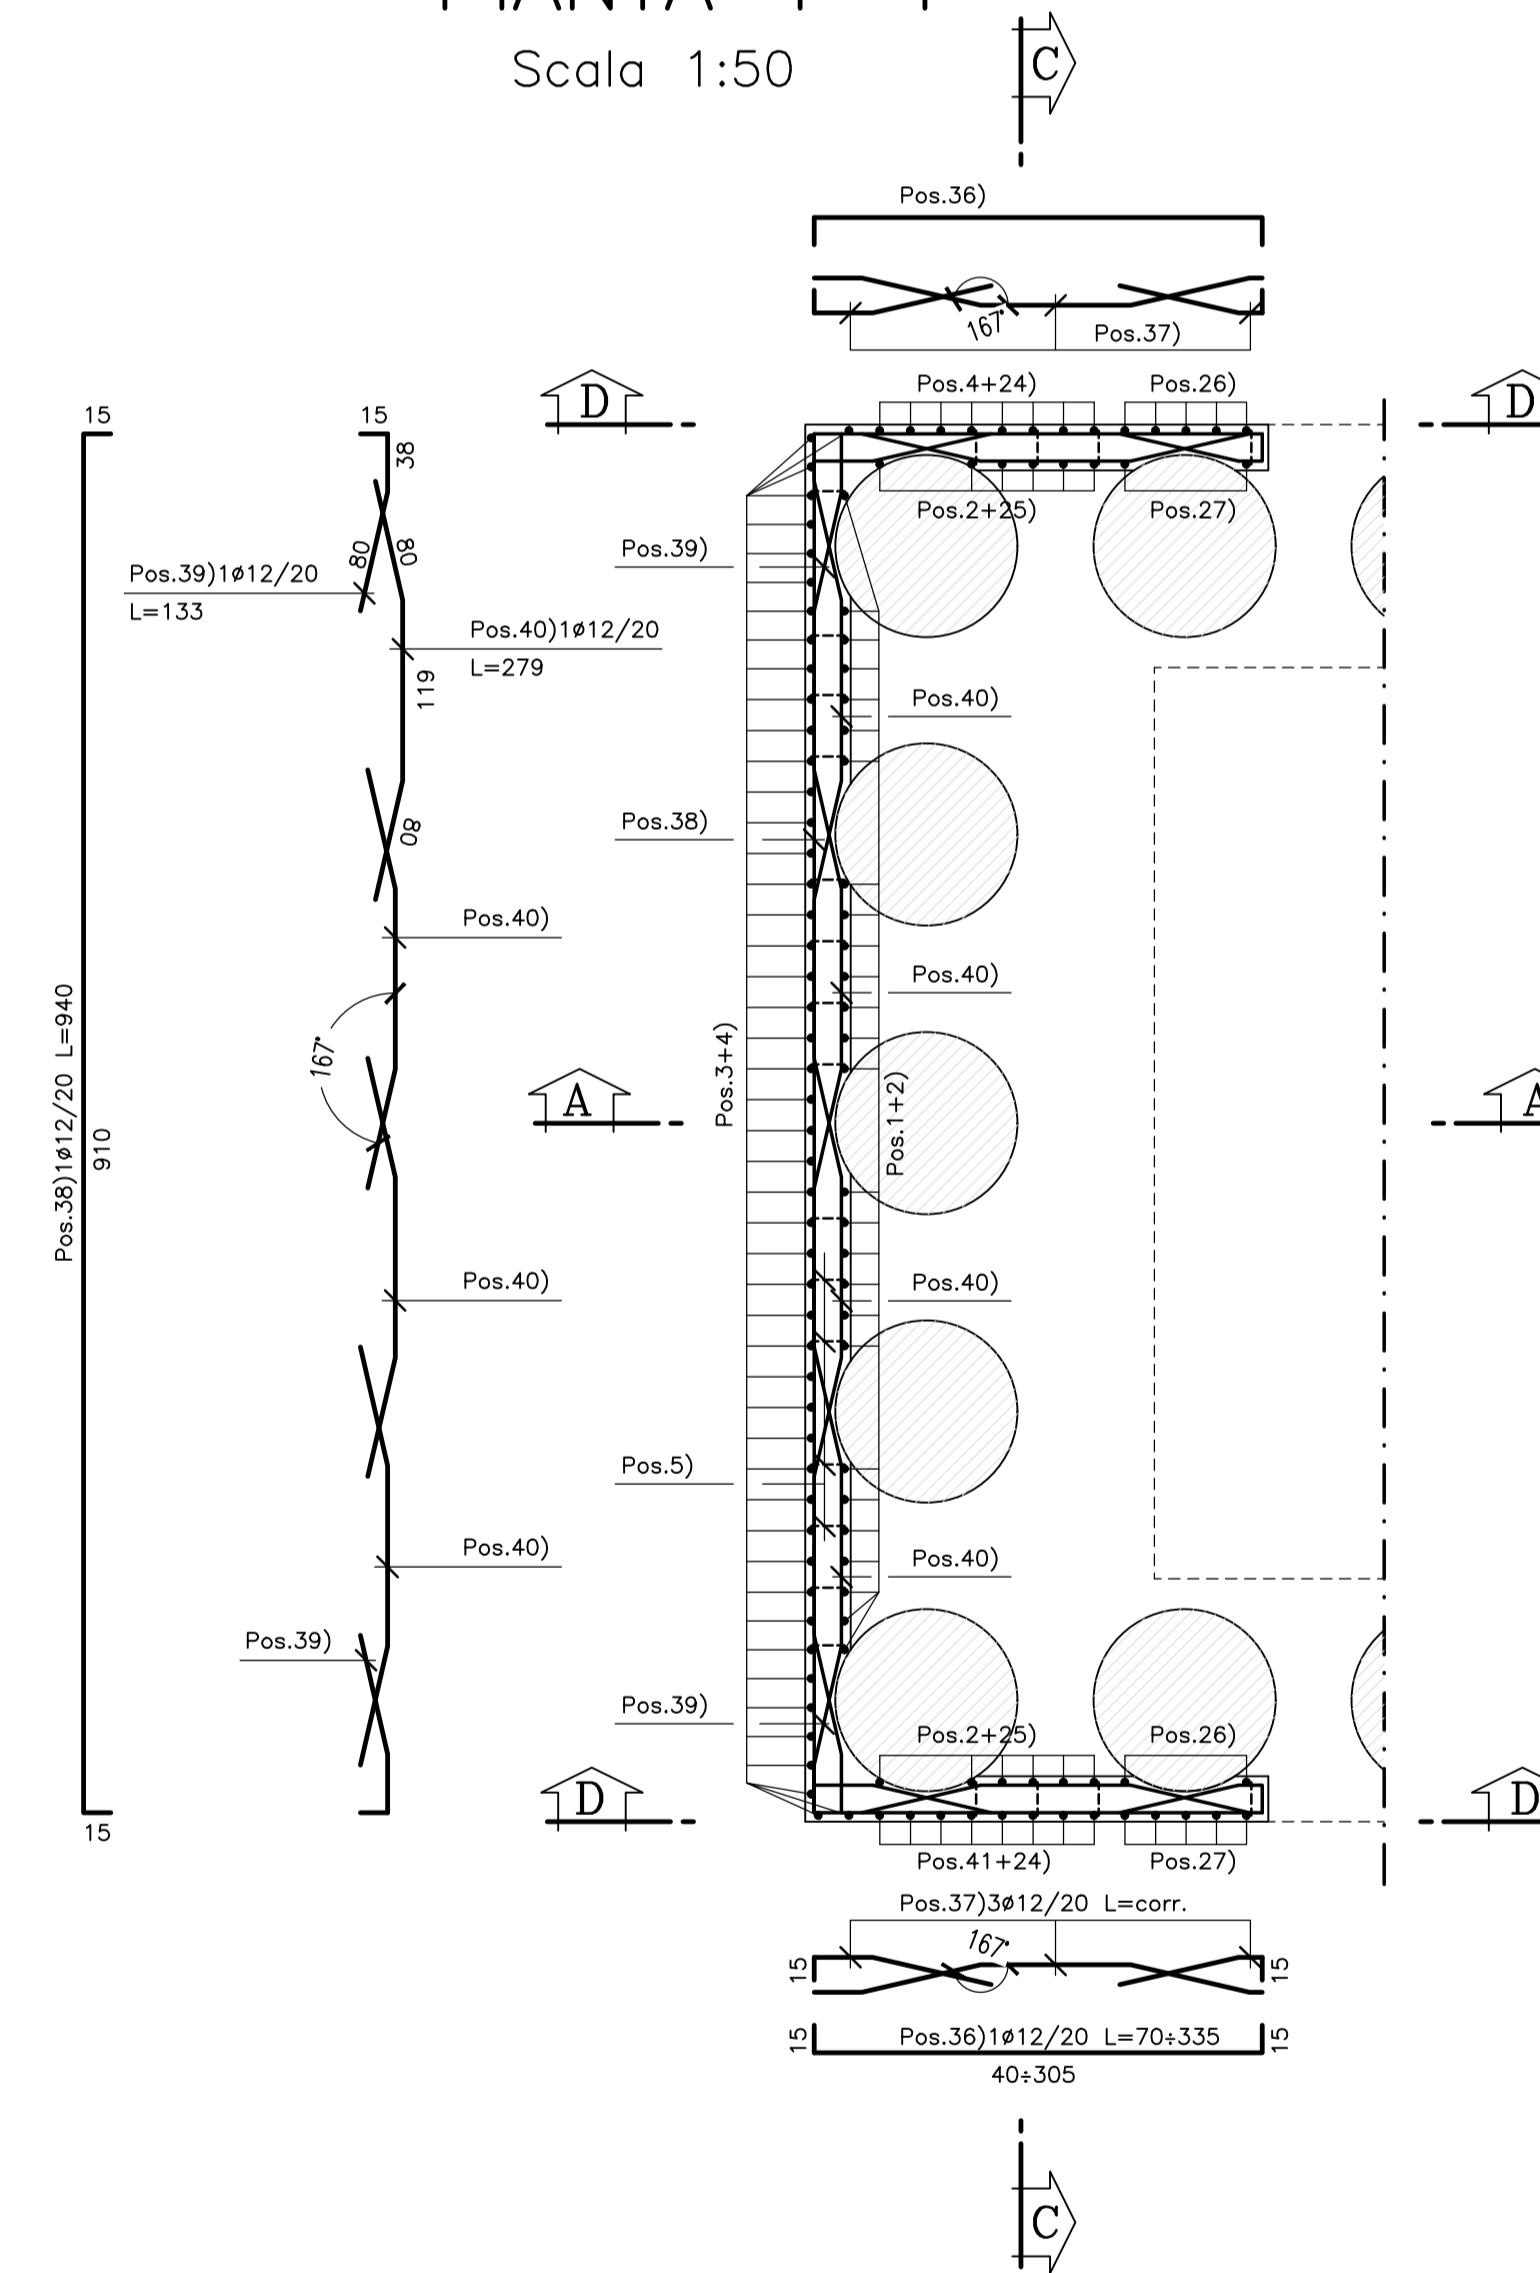 Scala 1:50
C
Pos.36)
167°
Pos.37)
D
Pos.4+24)
Pos.26)
D
15
15
38
Pos.2+25)
Pos.27)
80
80
Pos.39)
Pos.39)1ø12/20
L=133
Pos.40)1ø12/20
L=279
119
Pos.40)
Pos.38)
80
Pos.40)
Pos.40)
Pos.38)1ø12/20 L=940
910
167°
Pos.3+4)
Pos.1+2)
A
A
Pos.40)
Pos.40)
Pos.5)
Pos.40)
Pos.40)
Pos.39)
Pos.39)
Pos.2+25)
Pos.26)
D
D
15
Pos.41+24)
Pos.27)
Pos.37)3ø12/20 L=corr.
167°
15
15
15
Pos.36)1ø12/20 L=70÷335
15
40÷305
C